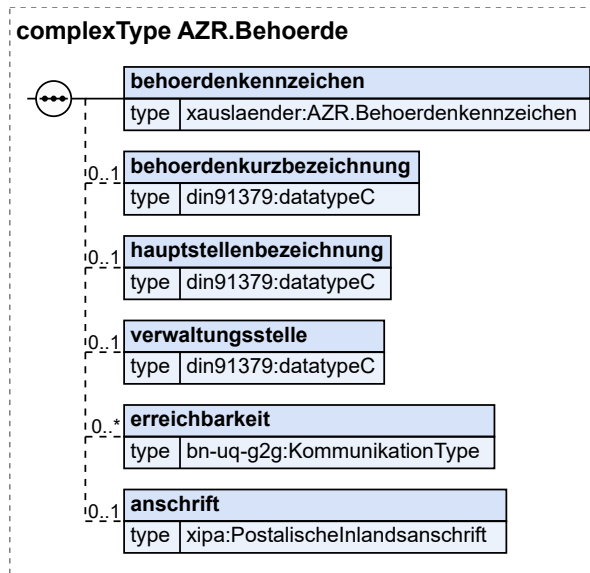 complexType AZR.Behoerde
behoerdenkennzeichen
type xauslaender:AZR.Behoerdenkennzeichen
0..1 behoerdenkurzbezeichnung
type din91379:datatypeC
0..1 hauptstellenbezeichnung
type din91379:datatypeC
0..1 verwaltungsstelle
type din91379:datatypeC
0..* erreichbarkeit
type bn-uq-g2g:KommunikationType
0..1 anschrift
type xipa:PostalischeInlandsanschrift